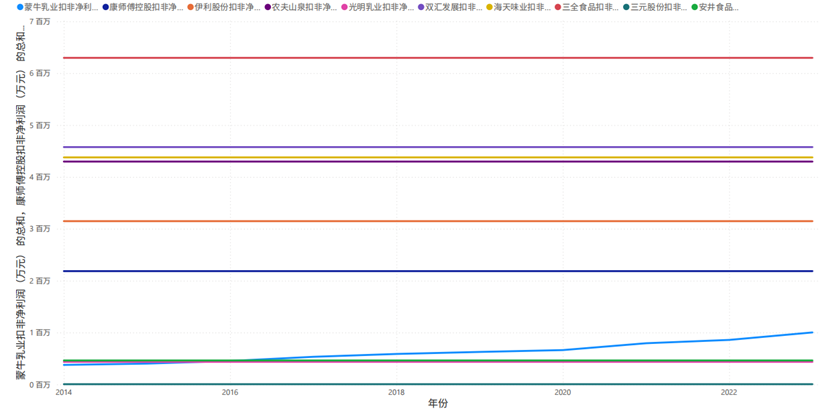 蒙牛乳业扣非净利... 康师傅控股扣非净... 伊利股份扣非净... 农夫山泉扣非净... 光明乳业扣非净... 双汇发展扣非... 海天味业扣非... 三全食品扣非... 三元股份扣非... 安井食品...
7 百万
6 百万
5 百万
4 百万
3 百万
2 百万
1 百万
0 百万
蒙牛乳业扣非净利润（万元） 的总和，康师傅控股扣非净利润（万元） 的总和...
2014 2016 2018 2020 2022
年份